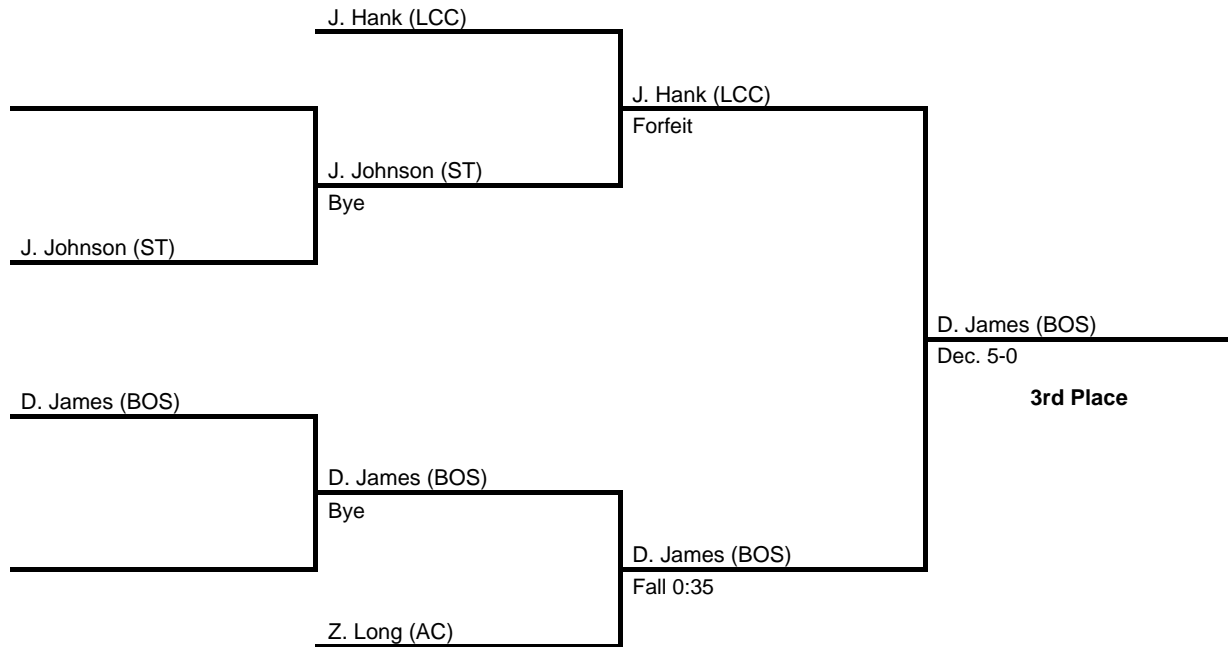 J. Hank (LCC)
J. Hank (LCC)
Forfeit
J. Johnson (ST)
Bye
J. Johnson (ST)
D. James (BOS)
Dec. 5-0
3rd Place
D. James (BOS)
D. James (BOS)
Bye
D. James (BOS)
Fall 0:35
Z. Long (AC)